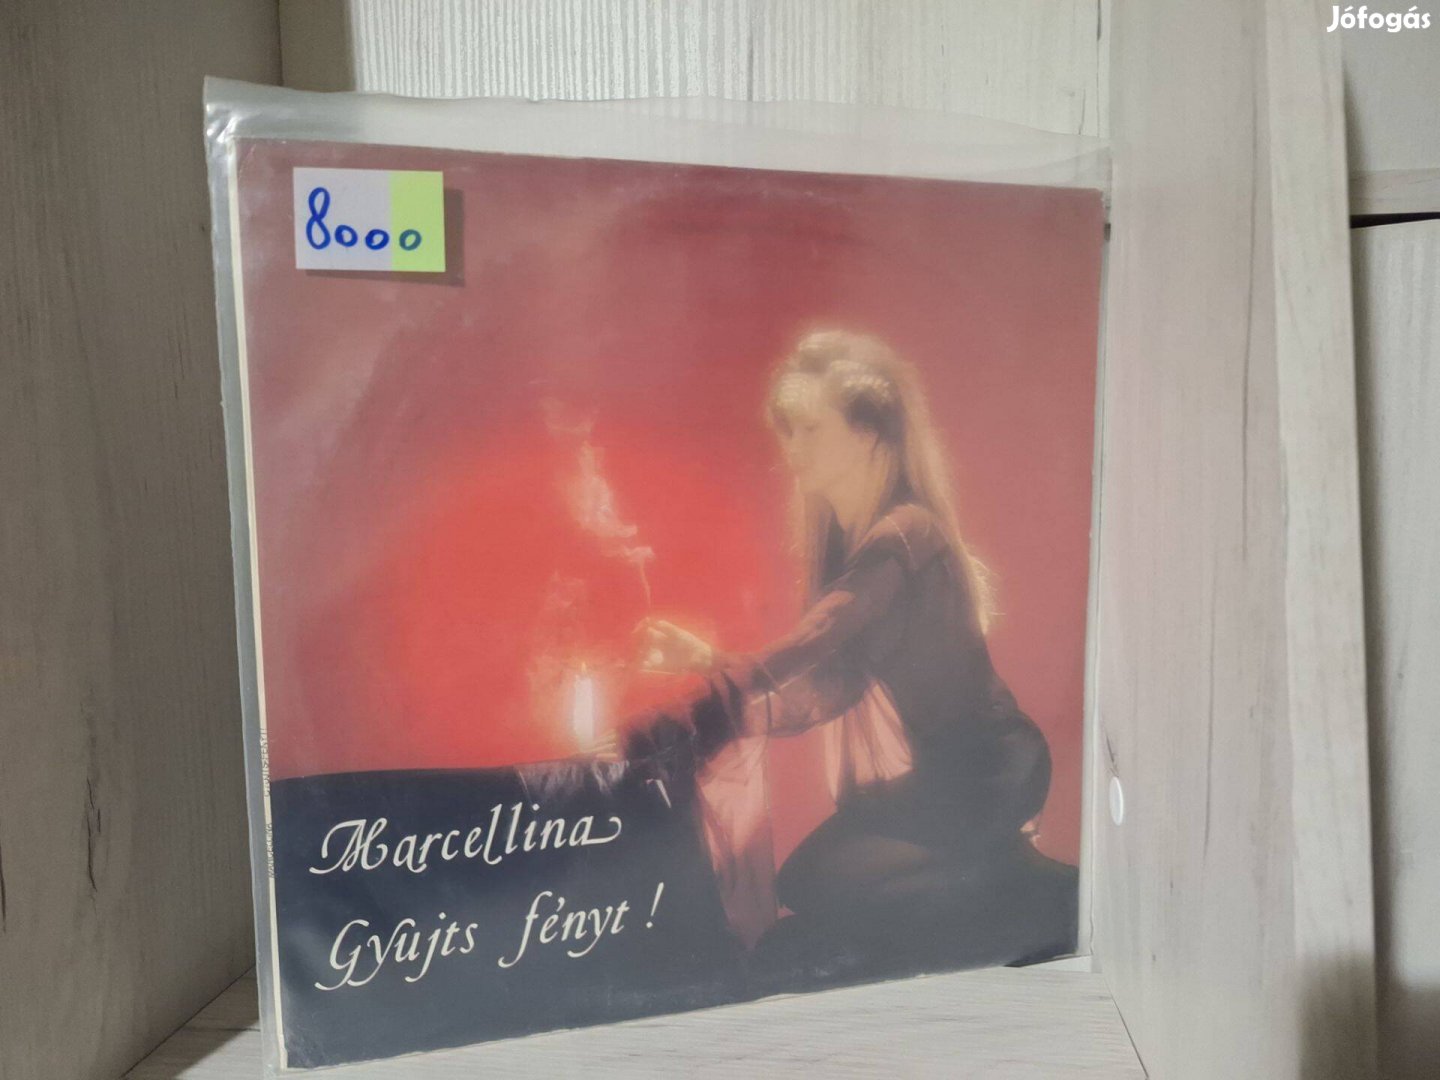 Jófogás
8000
Marcellina
Gyujts fényt!